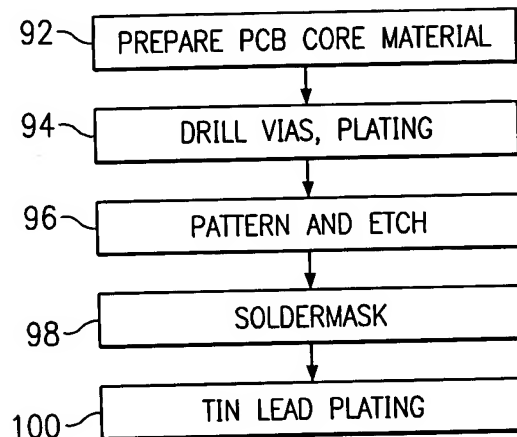 92 PREPARE PCB CORE MATERIAL
94 DRILL VIAS, PLATING
96 PATTERN AND ETCH
98 SOLDERMASK
100 TIN LEAD PLATING